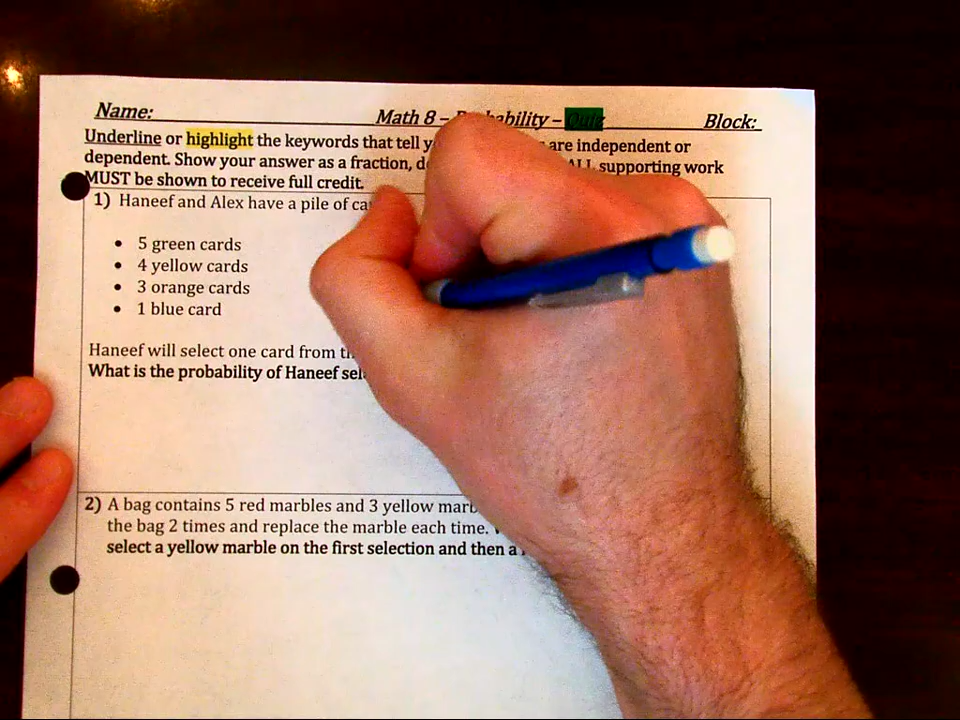 Name: Math 8 – Probability – Quiz Block:
Underline or highlight the keywords that tell are independent or
dependent. Show your answer as a fraction, ALL supporting work
MUST be shown to receive full credit.
1) Haneef and Alex have a pile of
• 5 green cards
• 4 yellow cards
• 3 orange cards
• 1 blue card
Haneef will select one card from
What is the probability of Haneef
2) A bag contains 5 red marbles and 3 yellow
the bag 2 times and replace the marble each time.
select a yellow marble on the first selection and then a